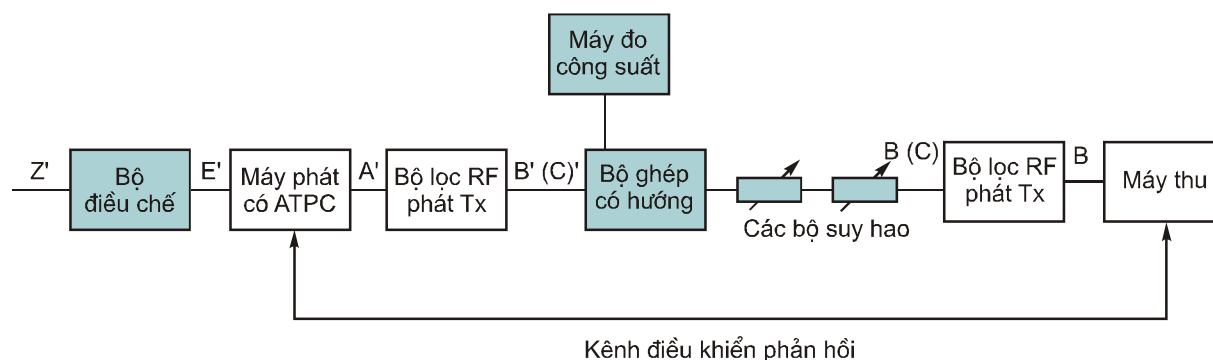 Máy đo
công suất
Z'
Bộ
điều chế
E'
Máy phát
có ATPC
A'
Bộ lọc RF
phát Tx
B' (C)'
Bộ ghép
có hướng
Các bộ suy hao
B (C)
Bộ lọc RF
phát Tx
B
Máy thu
Kênh điều khiển phản hồi